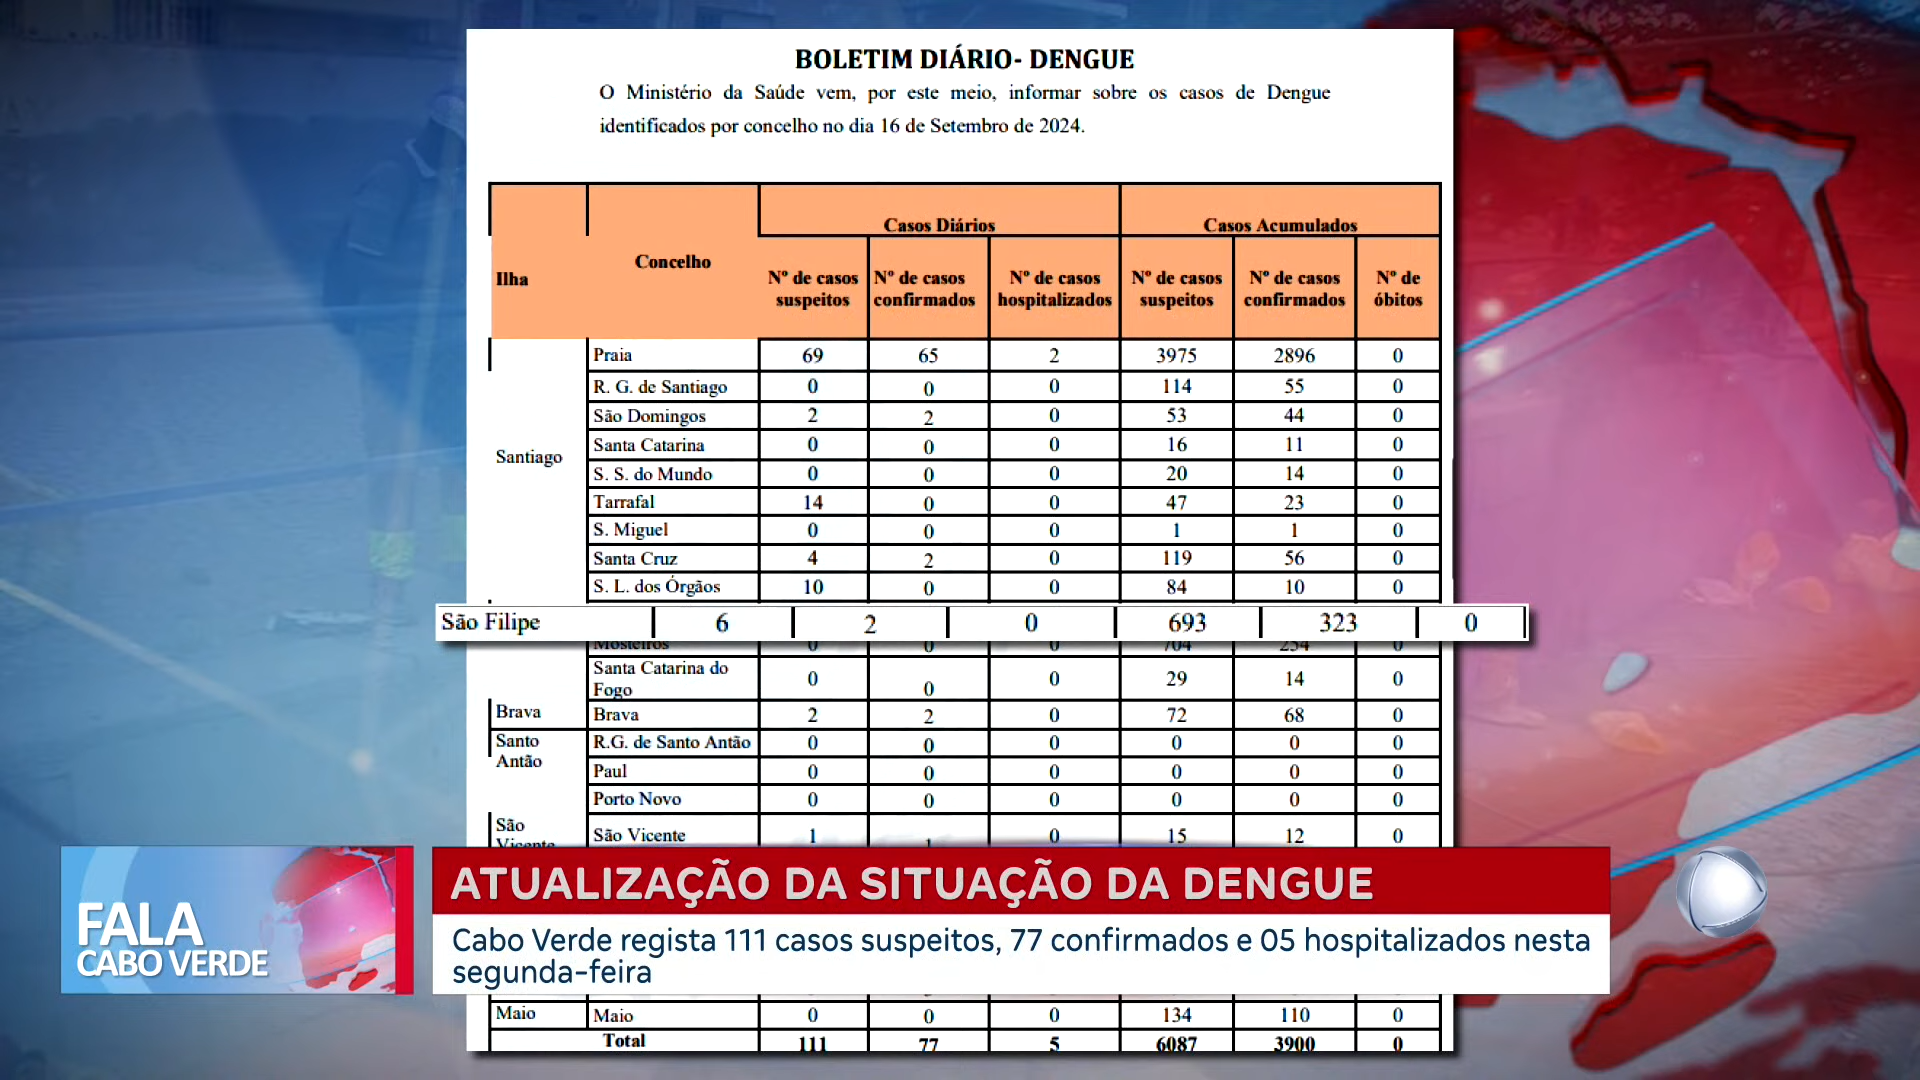 BOLETIM DIÁRIO- DENGUE
O Ministério da Saúde vem, por este meio, informar sobre os casos de Dengue
identificados por concelho no dia 16 de Setembro de 2024.
Casos Diários Casos Acumulados
Ilha Concelho Nº de casos suspeitos Nº de casos confirmados Nº de casos hospitalizados Nº de casos suspeitos Nº de casos confirmados Nº de óbitos
Praia 69 65 2 3975 2896 0
R. G. de Santiago 0 0 0 114 55 0
São Domingos 2 2 0 53 44 0
Santa Catarina 0 0 0 16 11 0
Santiago
S. S. do Mundo 0 0 0 20 14 0
Tarrafal 14 0 0 47 23 0
S. Miguel 0 0 0 1 1 0
Santa Cruz 4 2 0 119 56 0
S. L. dos Órgãos 10 0 0 84 10 0
São Filipe 6 2 0 693 323 0
Mosteiros 0 0 0 704 254 0
Santa Catarina do Fogo 0 0 0 29 14 0
Brava Brava 2 2 0 72 68 0
Santo Antão R.G. de Santo Antão 0 0 0 0 0 0
Paul 0 0 0 0 0 0
Porto Novo 0 0 0 0 0 0
São Vicente São Vicente 1 1 0 15 12 0
ATUALIZAÇÃO DA SITUAÇÃO DA DENGUE
FALA
CABO VERDE
Cabo Verde regista 111 casos suspeitos, 77 confirmados e 05 hospitalizados nesta
segunda-feira
Maio Maio 0 0 0 134 110 0
Total 111 77 5 6087 3900 0